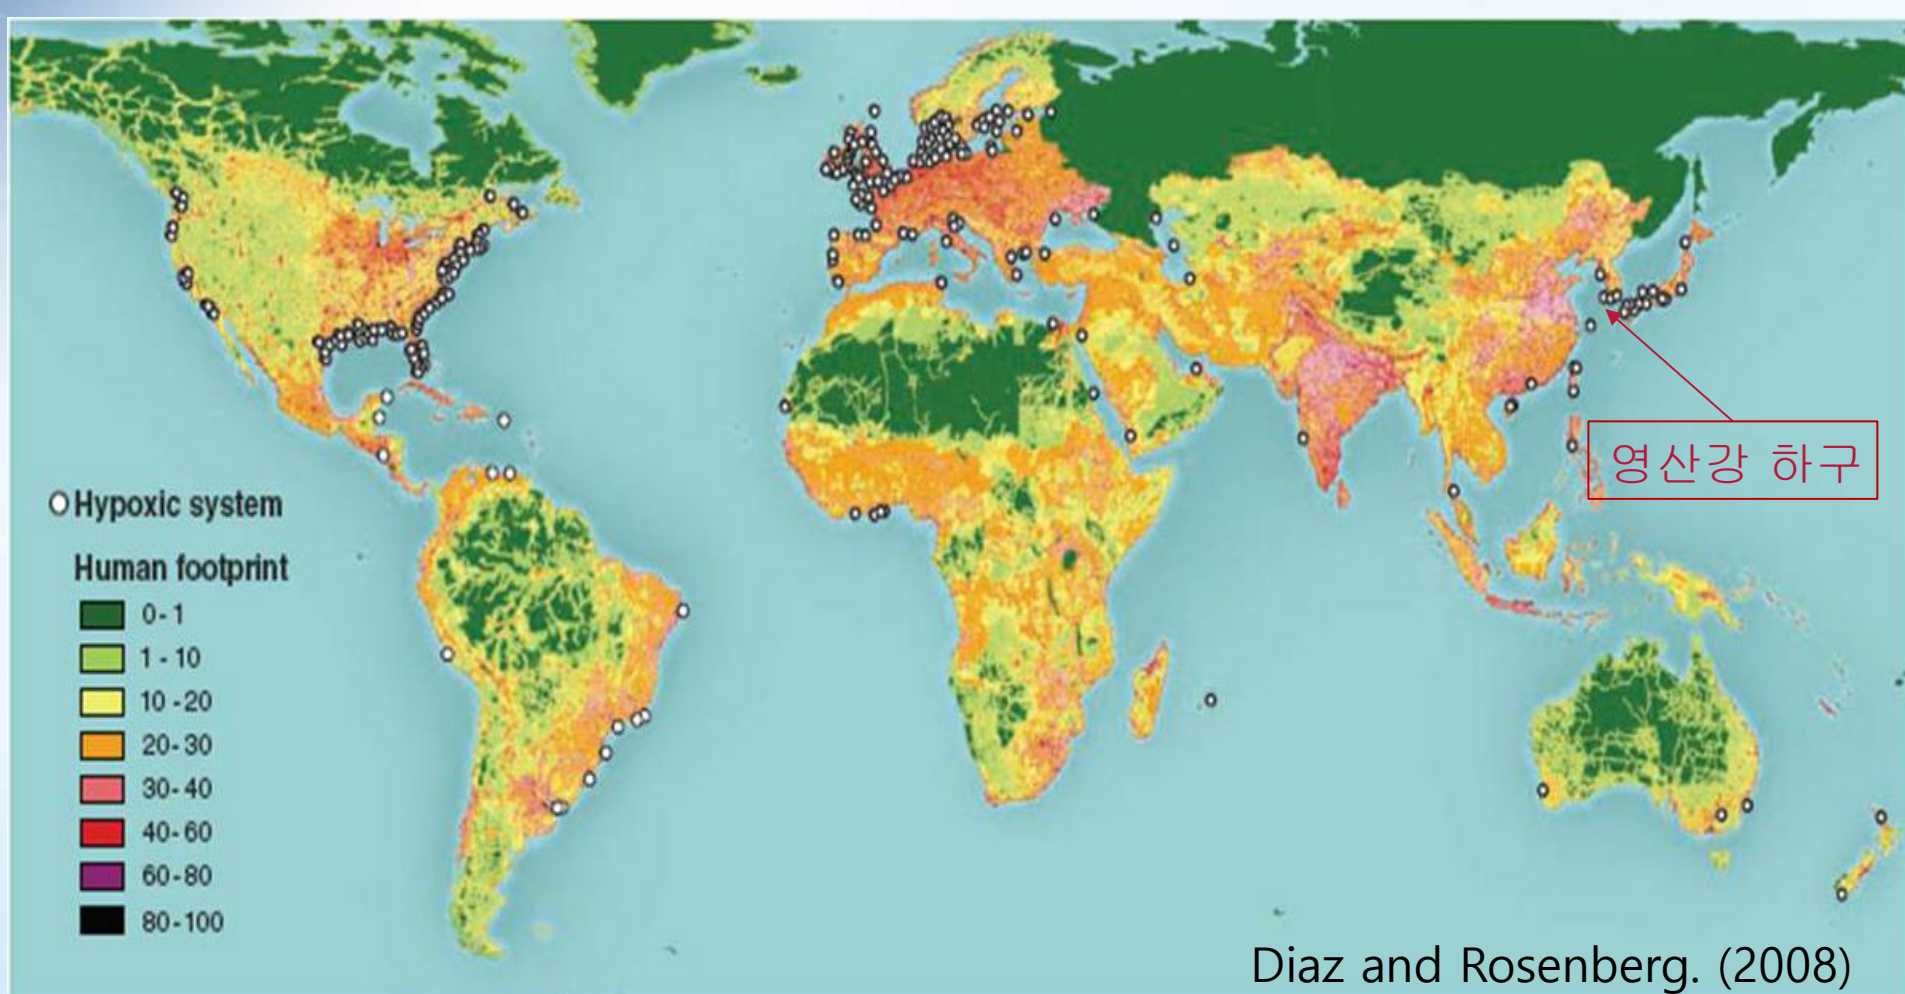 영산강 하구
Hypoxic system
Human footprint
0-1
1-10
10-20
20-30
30-40
40-60
60-80
80-100
Diaz and Rosenberg. (2008)